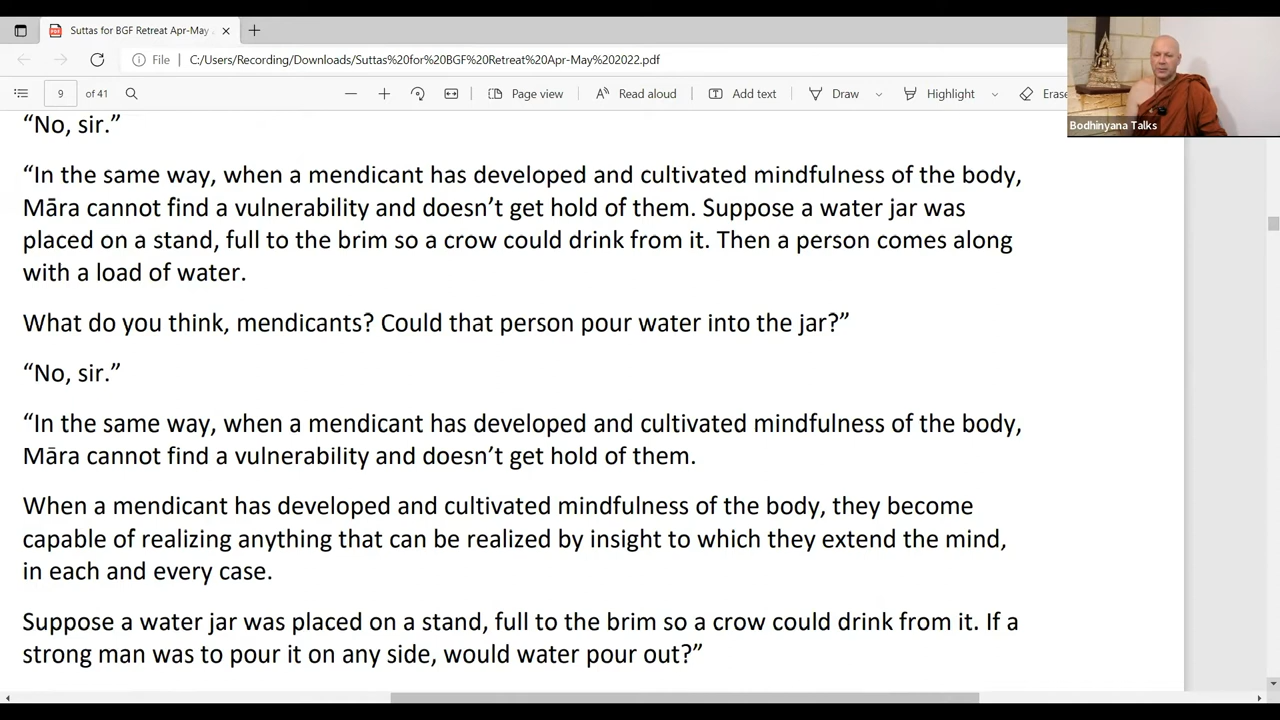 Suttas for BGF Retreat Apr-May
File
C:/Users/Recording/Downloads/Suttas%20for%20BGF%20Retreat%20Apr-May%202022.pdf
9 of 41
Page view
Read aloud
Add text
Draw
Highlight
Erase
Bodhinyana Talks
“No, sir.”
“In the same way, when a mendicant has developed and cultivated mindfulness of the body,
Māra cannot find a vulnerability and doesn’t get hold of them. Suppose a water jar was
placed on a stand, full to the brim so a crow could drink from it. Then a person comes along
with a load of water.
What do you think, mendicants? Could that person pour water into the jar?”
“No, sir.”
“In the same way, when a mendicant has developed and cultivated mindfulness of the body,
Māra cannot find a vulnerability and doesn’t get hold of them.
When a mendicant has developed and cultivated mindfulness of the body, they become
capable of realizing anything that can be realized by insight to which they extend the mind,
in each and every case.
Suppose a water jar was placed on a stand, full to the brim so a crow could drink from it. If a
strong man was to pour it on any side, would water pour out?”